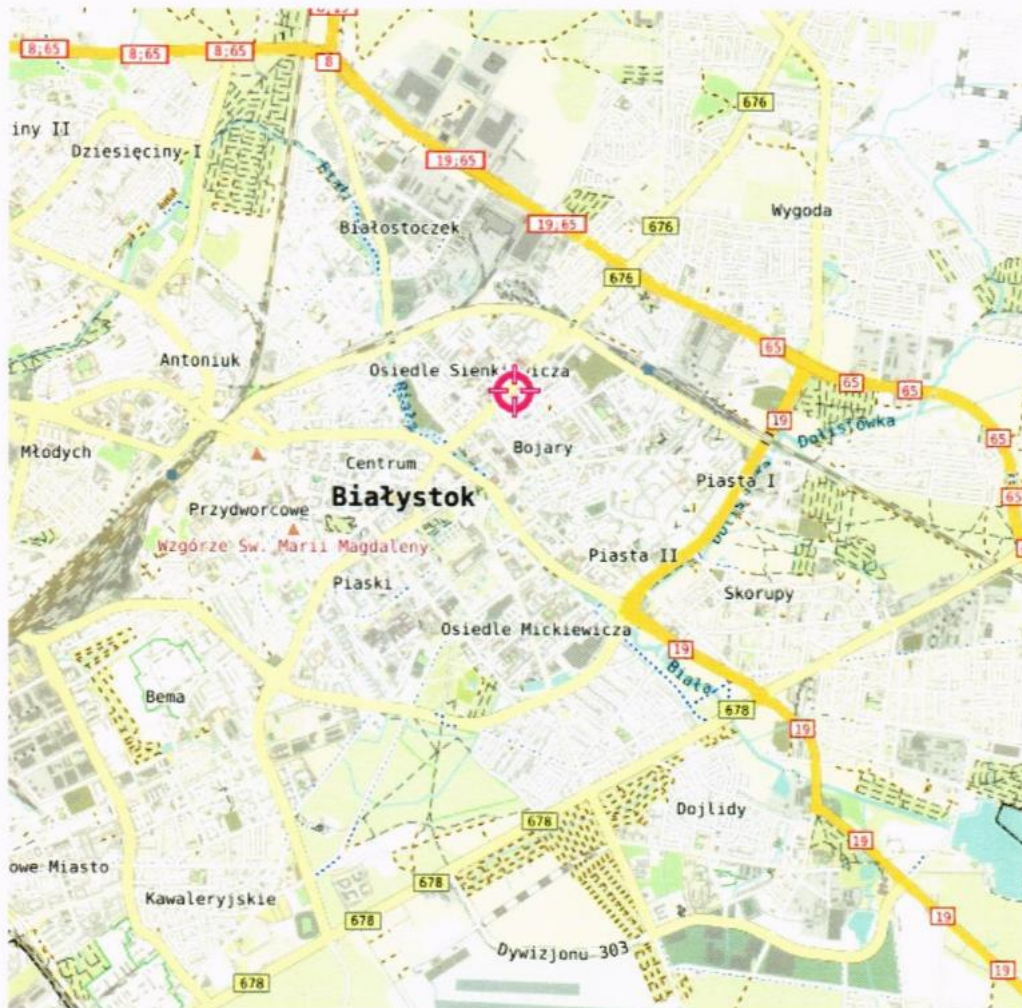 8;65
8;65
8;65
8
676
iny II
Dziesięciny I
19;65
Wygoda
Białostoczek
19;65
676
676
Antoniuk
65
Osiedle Sienk wicza
65
65
19
Dolistówka
65
Młodych
Bojary
Centrum
Piasta I
Białystok
65
Przydworcowe
Wzgórze Św. Marii Magdaleny
Piasta II
Piaski
Skorupy
Osiedle Mickiewicza
19
Biała
Bema
678
19
Dojlidy
678
19
owe Miasto
678
Kawaleryjskie
678
19
Dywizjonu 303
19
678